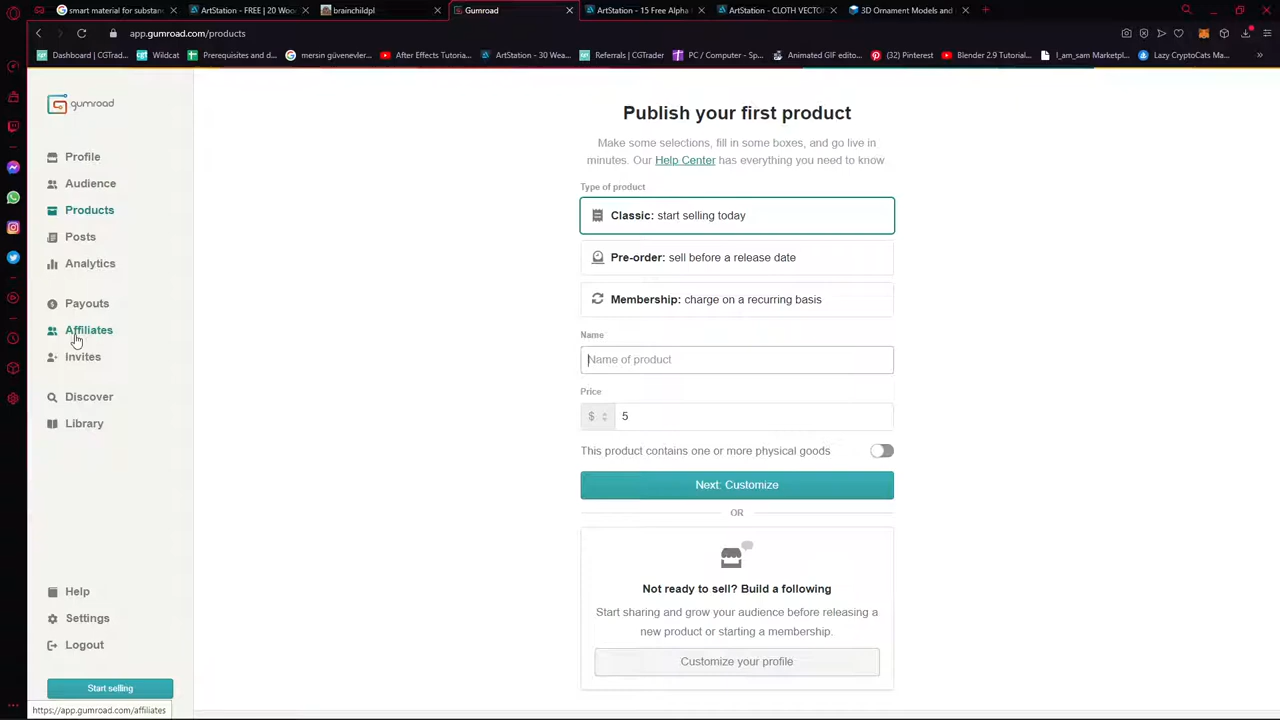 smart material for substan
ArtStation - FREE | 20 Woo
brainchildpl
Gumroad
ArtStation - 15 Free Alpha
ArtStation - CLOTH VECTOR
3D Ornament Models and
app.gumroad.com/products
Dashboard | CGTrader
Wildcat
Prerequisites and d...
mersin güvenevler...
After Effects Tutoria...
ArtStation - 30 Wea...
Referrals | CGTrader
PC / Computer - Sp...
Animated GIF edito...
(32) Pinterest
Blender 2.9 Tutorial...
I_am_sam Marketpl...
Lazy CryptoCats Ma...
gumroad
Profile
Audience
Products
Posts
Analytics
Payouts
Affiliates
Invites
Discover
Library
Help
Settings
Logout
Start selling
https://app.gumroad.com/affiliates
Publish your first product
Make some selections, fill in some boxes, and go live in
minutes. Our Help Center has everything you need to know
Type of product
Classic: start selling today
Pre-order: sell before a release date
Membership: charge on a recurring basis
Name
Name of product
Price
$ 5
This product contains one or more physical goods
Next: Customize
OR
Not ready to sell? Build a following
Start sharing and grow your audience before releasing a
new product or starting a membership.
Customize your profile